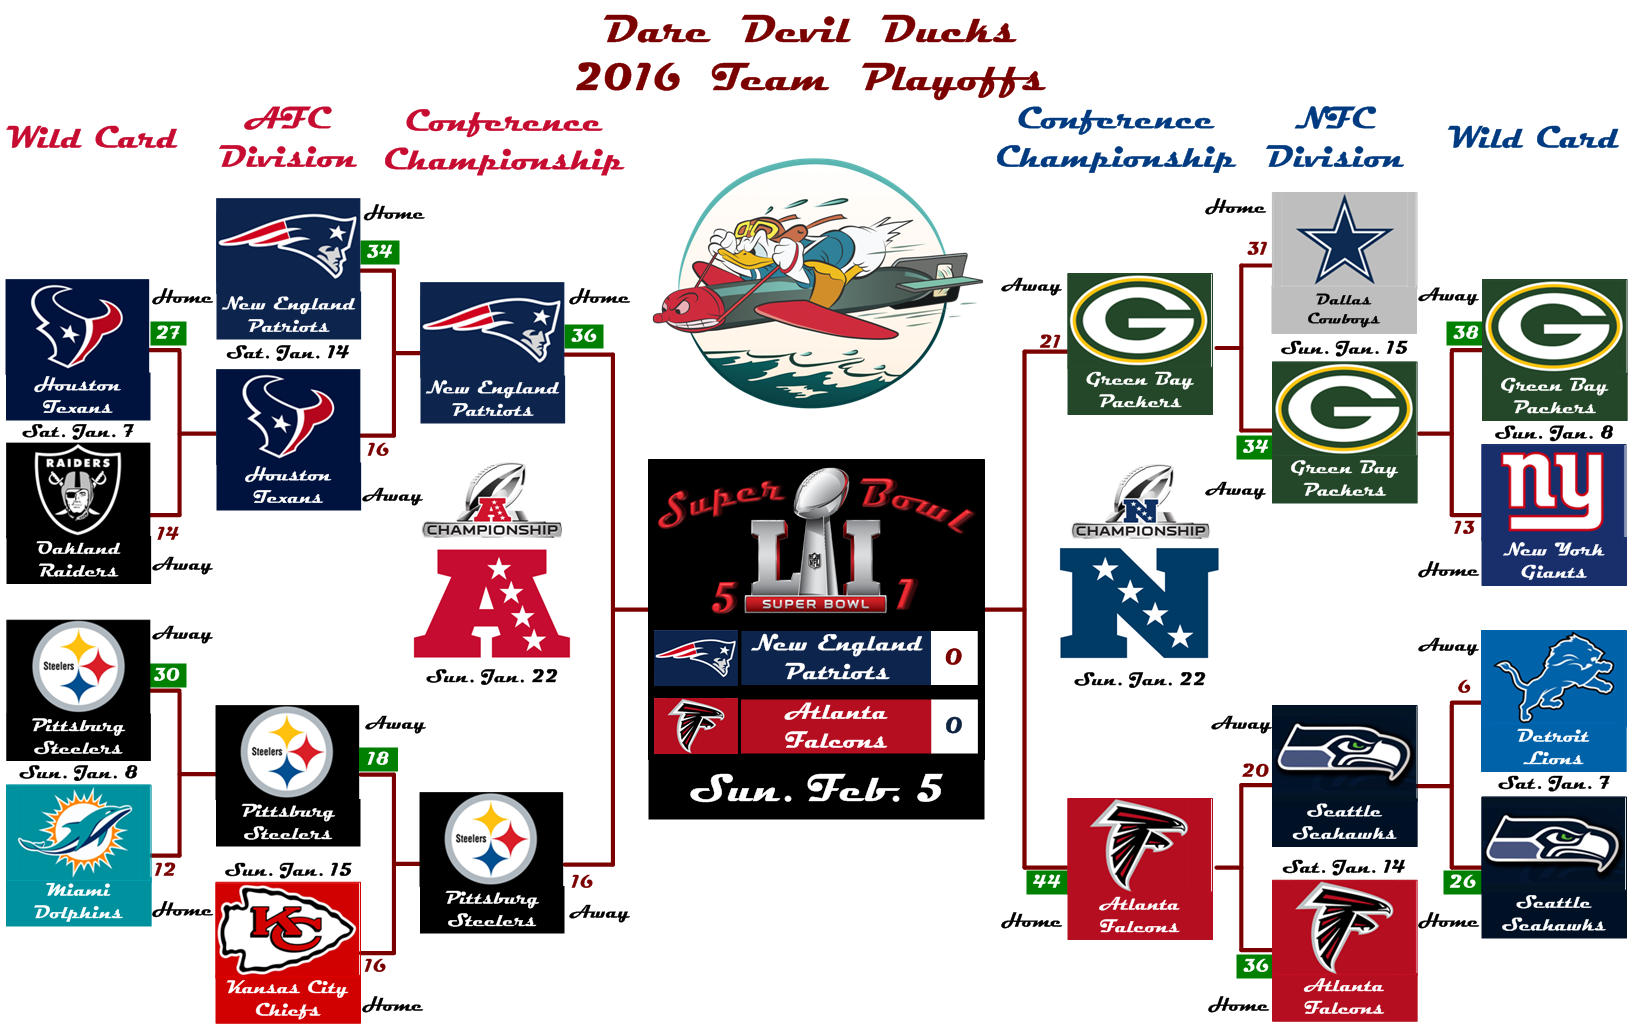 Dare Devil Ducks
2016 Team Playoffs
Wild Card
AFC
Division
Conference
Championship
Conference
Championship
NFC
Division
Wild Card
Home
34
New England
Patriots
Sat. Jan. 14
Houston
Texans
16
Away
Home
27
Houston
Texans
Sat. Jan. 7
RAIDERS
Oakland
Raiders
14
Away
Home
36
New England
Patriots
CHAMPIONSHIP
A
A
Sun. Jan. 22
Away
30
Steelers
Pittsburg
Steelers
Sun. Jan. 8
Miami
Dolphins
12
Home
Away
18
Steelers
Pittsburg
Steelers
Sun. Jan. 15
KC
Kansas City
Chiefs
16
Home
Steelers
Pittsburg
Steelers
16
Away
Super Bowl
LI
NFL
5 1
SUPER BOWL
New England
Patriots
0
Atlanta
Falcons
0
Sun. Feb. 5
Away
21
G
Green Bay
Packers
N
CHAMPIONSHIP
N
Sun. Jan. 22
44
Home
Atlanta
Falcons
Home
31
Dallas
Cowboys
Sun. Jan. 15
G
34
Green Bay
Packers
Away
Away
38
G
Green Bay
Packers
Sun. Jan. 8
ny
13
New York
Giants
Home
Away
20
Seattle
Seahawks
Sat. Jan. 14
36
Atlanta
Falcons
Home
Away
6
Detroit
Lions
Sat. Jan. 7
26
Seattle
Seahawks
Home